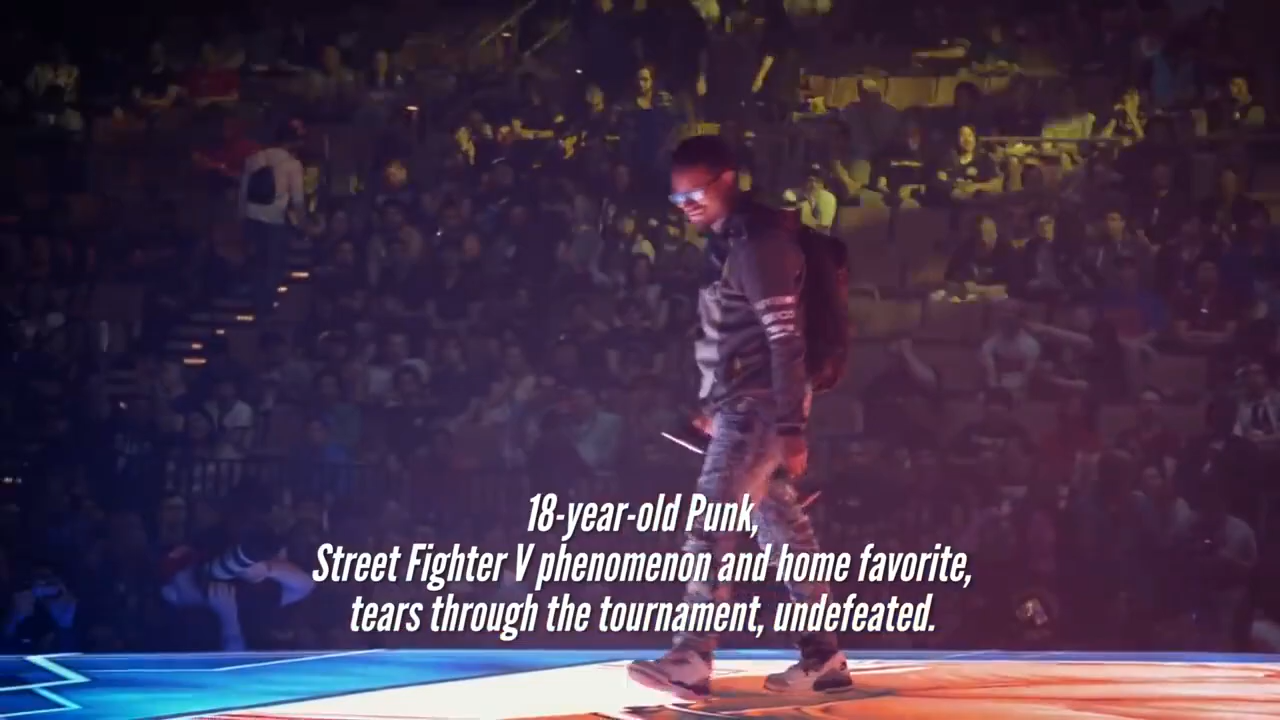 18-year-old Punk,
Street Fighter V phenomenon and home favorite,
tears through the tournament, undefeated.